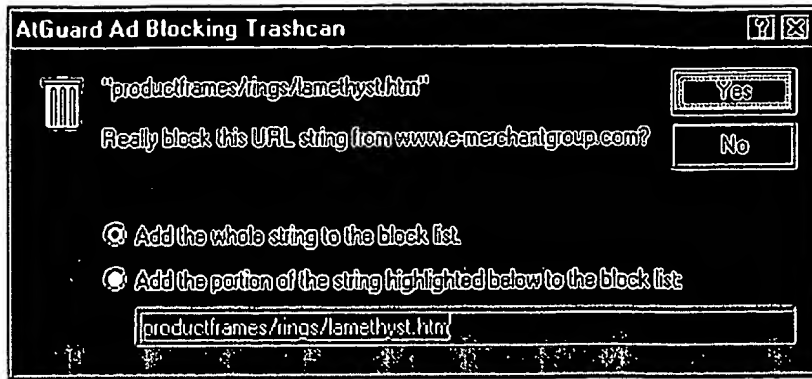 AtGuard Ad Blocking Trashcan
"productframes/rings/lamethyst.htm"
Yes
Really block this URL string from www.e-merchantgroup.com?
No
Add the whole string to the block list.
Add the portion of the string highlighted below to the block list:
productframes/rings/lamethyst.htm